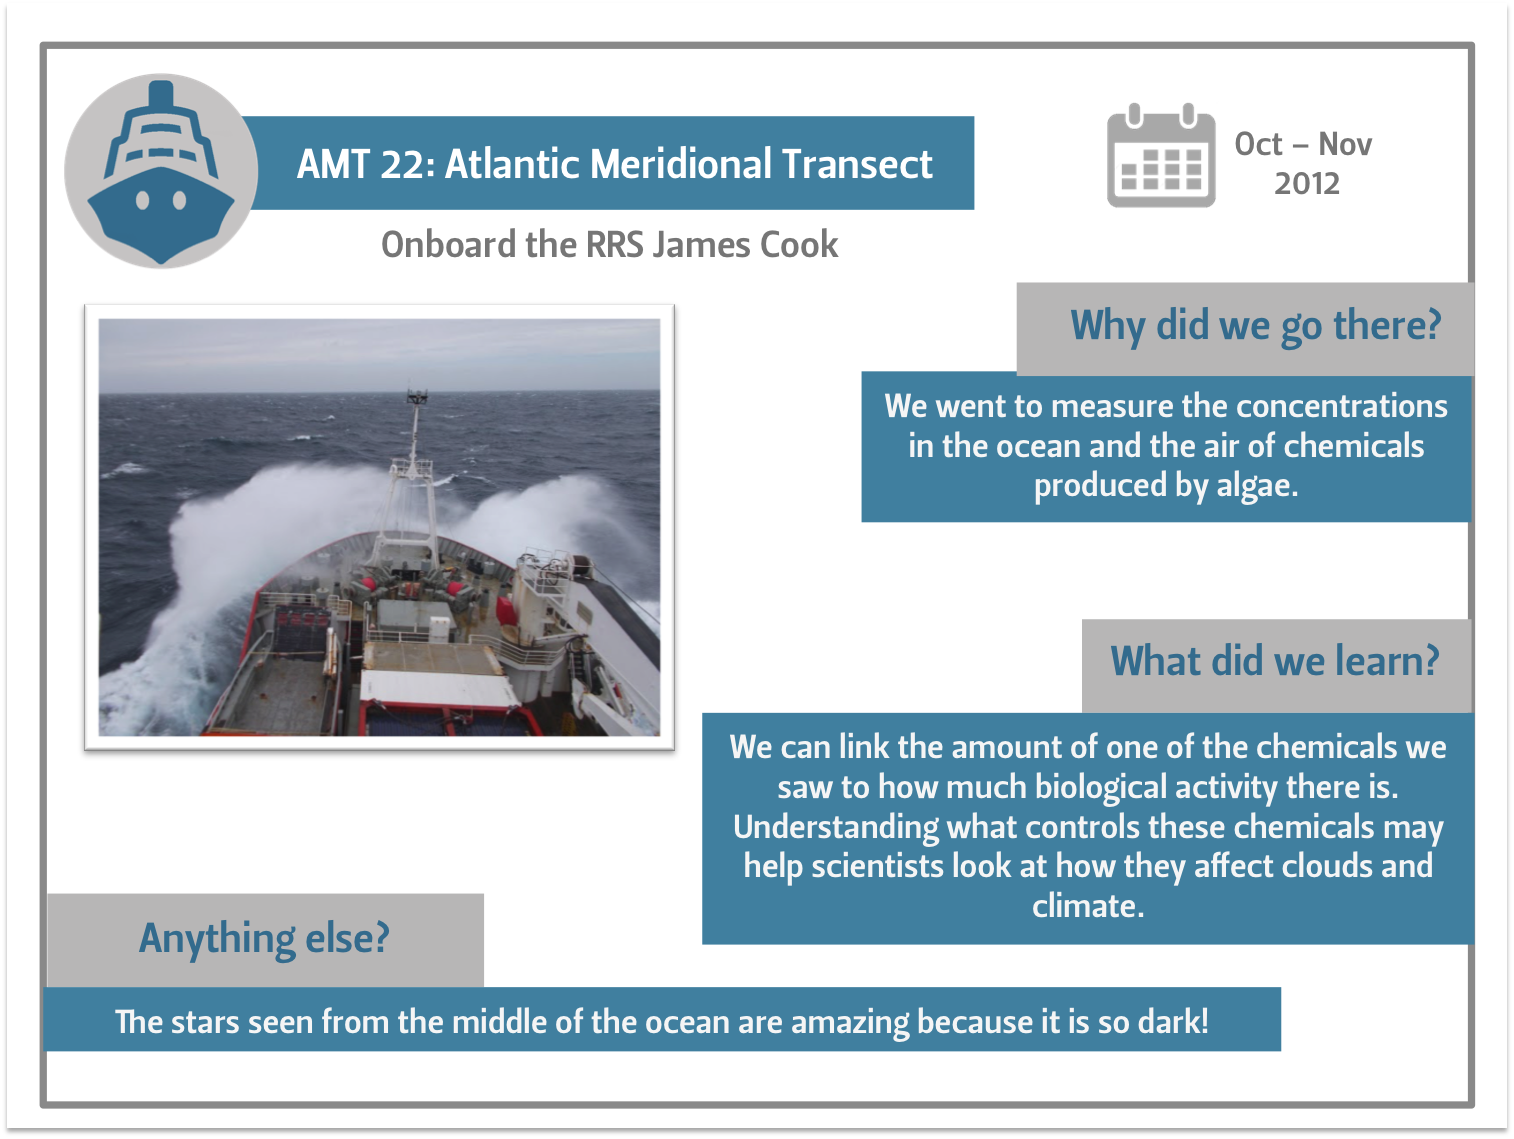 AMT 22: Atlantic Meridional Transect
Oct – Nov
2012
Onboard the RRS James Cook
Why did we go there?
We went to measure the concentrations
in the ocean and the air of chemicals
produced by algae.
What did we learn?
We can link the amount of one of the chemicals we
saw to how much biological activity there is.
Understanding what controls these chemicals may
help scientists look at how they affect clouds and
climate.
Anything else?
The stars seen from the middle of the ocean are amazing because it is so dark!